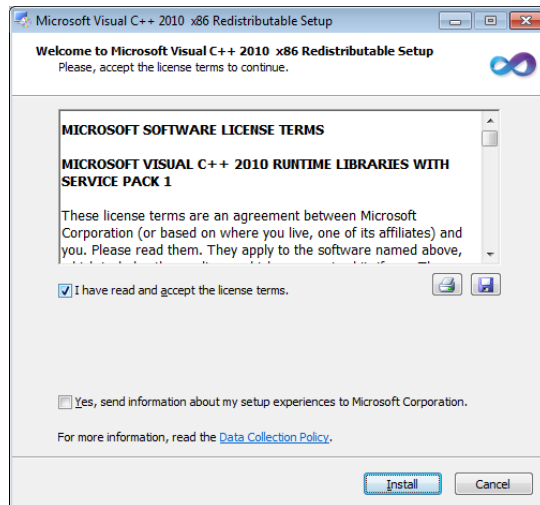 Microsoft Visual C++ 2010 x86 Redistributable Setup
Welcome to Microsoft Visual C++ 2010 x86 Redistributable Setup
Please, accept the license terms to continue.
MICROSOFT SOFTWARE LICENSE TERMS
MICROSOFT VISUAL C++ 2010 RUNTIME LIBRARIES WITH
SERVICE PACK 1
These license terms are an agreement between Microsoft
Corporation (or based on where you live, one of its affiliates) and
you. Please read them. They apply to the software named above,
I have read and accept the license terms.
Yes, send information about my setup experiences to Microsoft Corporation.
For more information, read the Data Collection Policy.
Install
Cancel